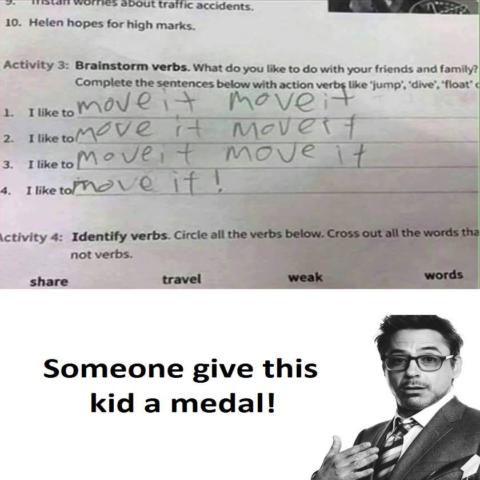 9. Tristan worries about traffic accidents.
10. Helen hopes for high marks.
Activity 3: Brainstorm verbs. What do you like to do with your friends and family?
Complete the sentences below with action verbs like 'jump', 'dive', 'float'
1. I like to move it move it
2. I like to move it move it
3. I like to move it move it
4. I like to move it!
Activity 4: Identify verbs. Circle all the verbs below. Cross out all the words tha
not verbs.
share travel weak words
Someone give this
kid a medal!